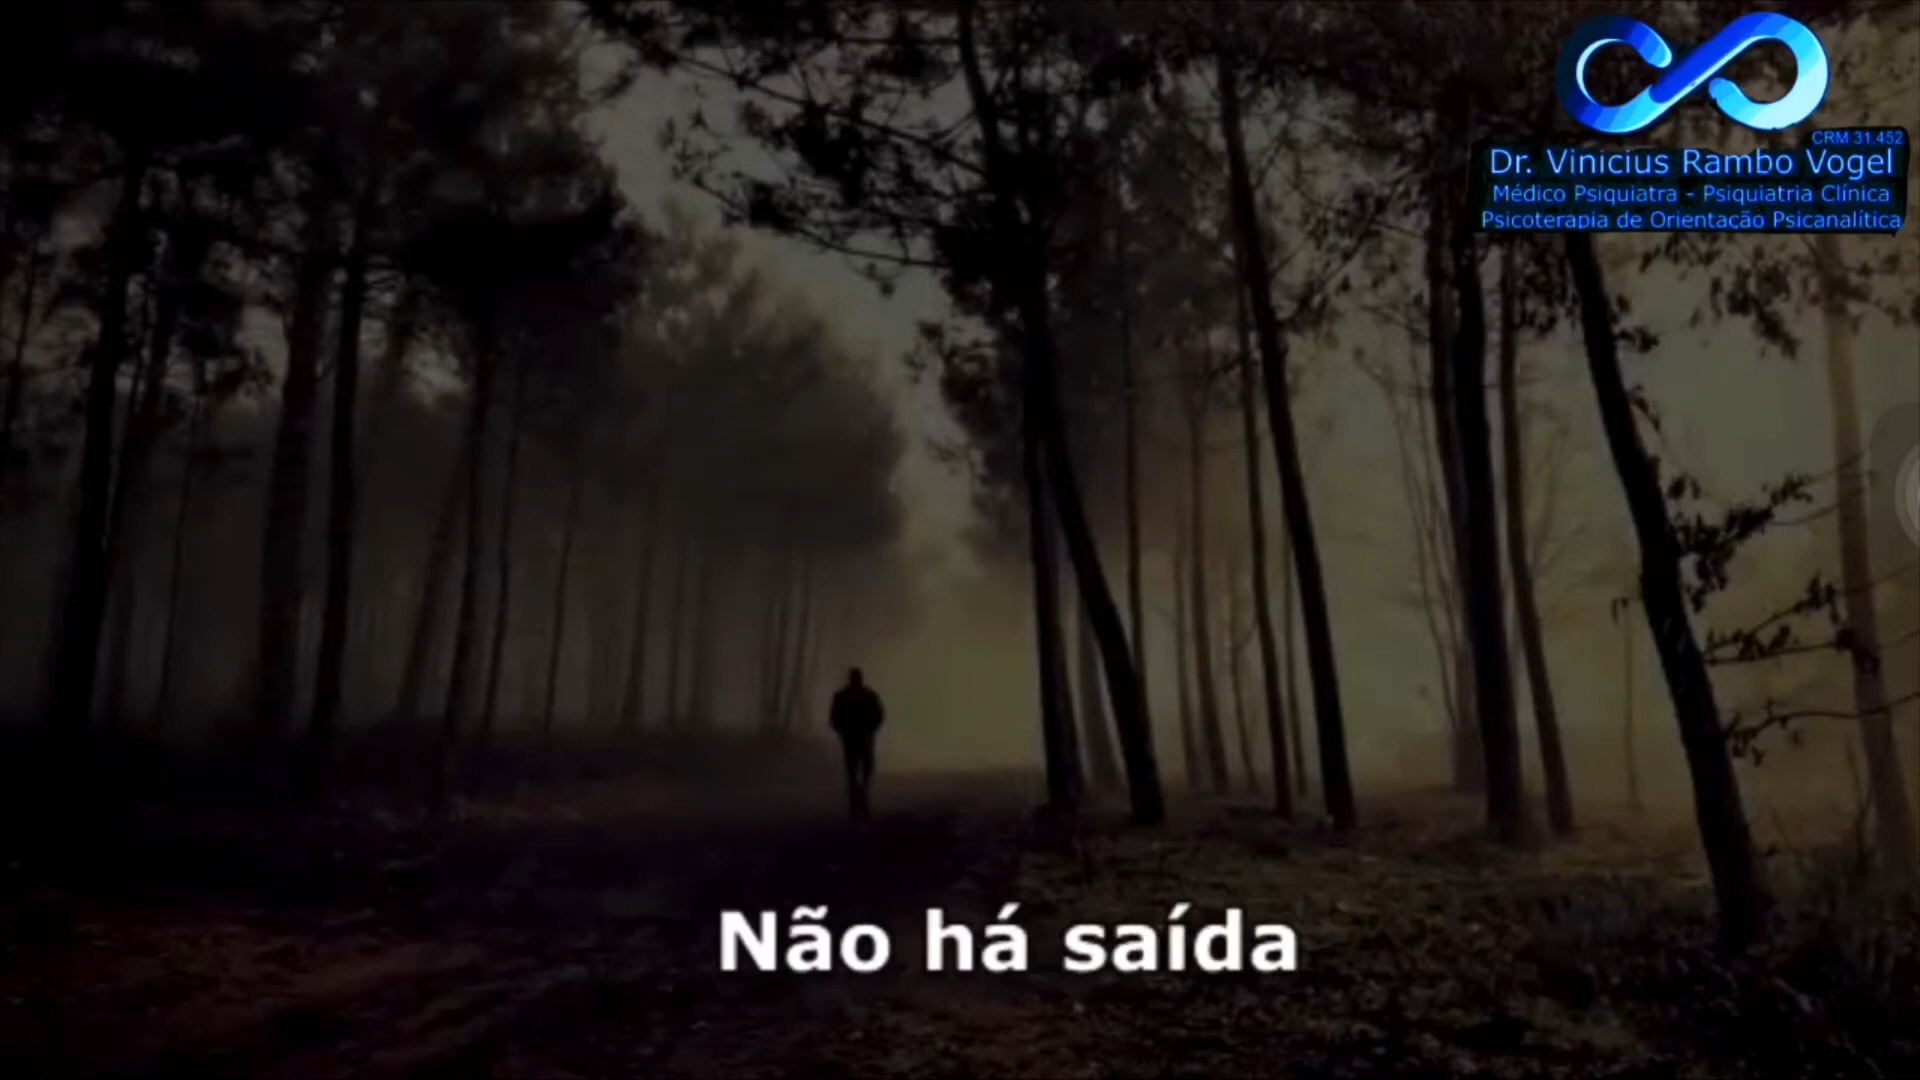 CRM 31.452
Dr. Vinicius Rambo Vogel
Médico Psiquiatra - Psiquiatria Clínica
Psicoterapia de Orientação Psicanalítica
Não há saída